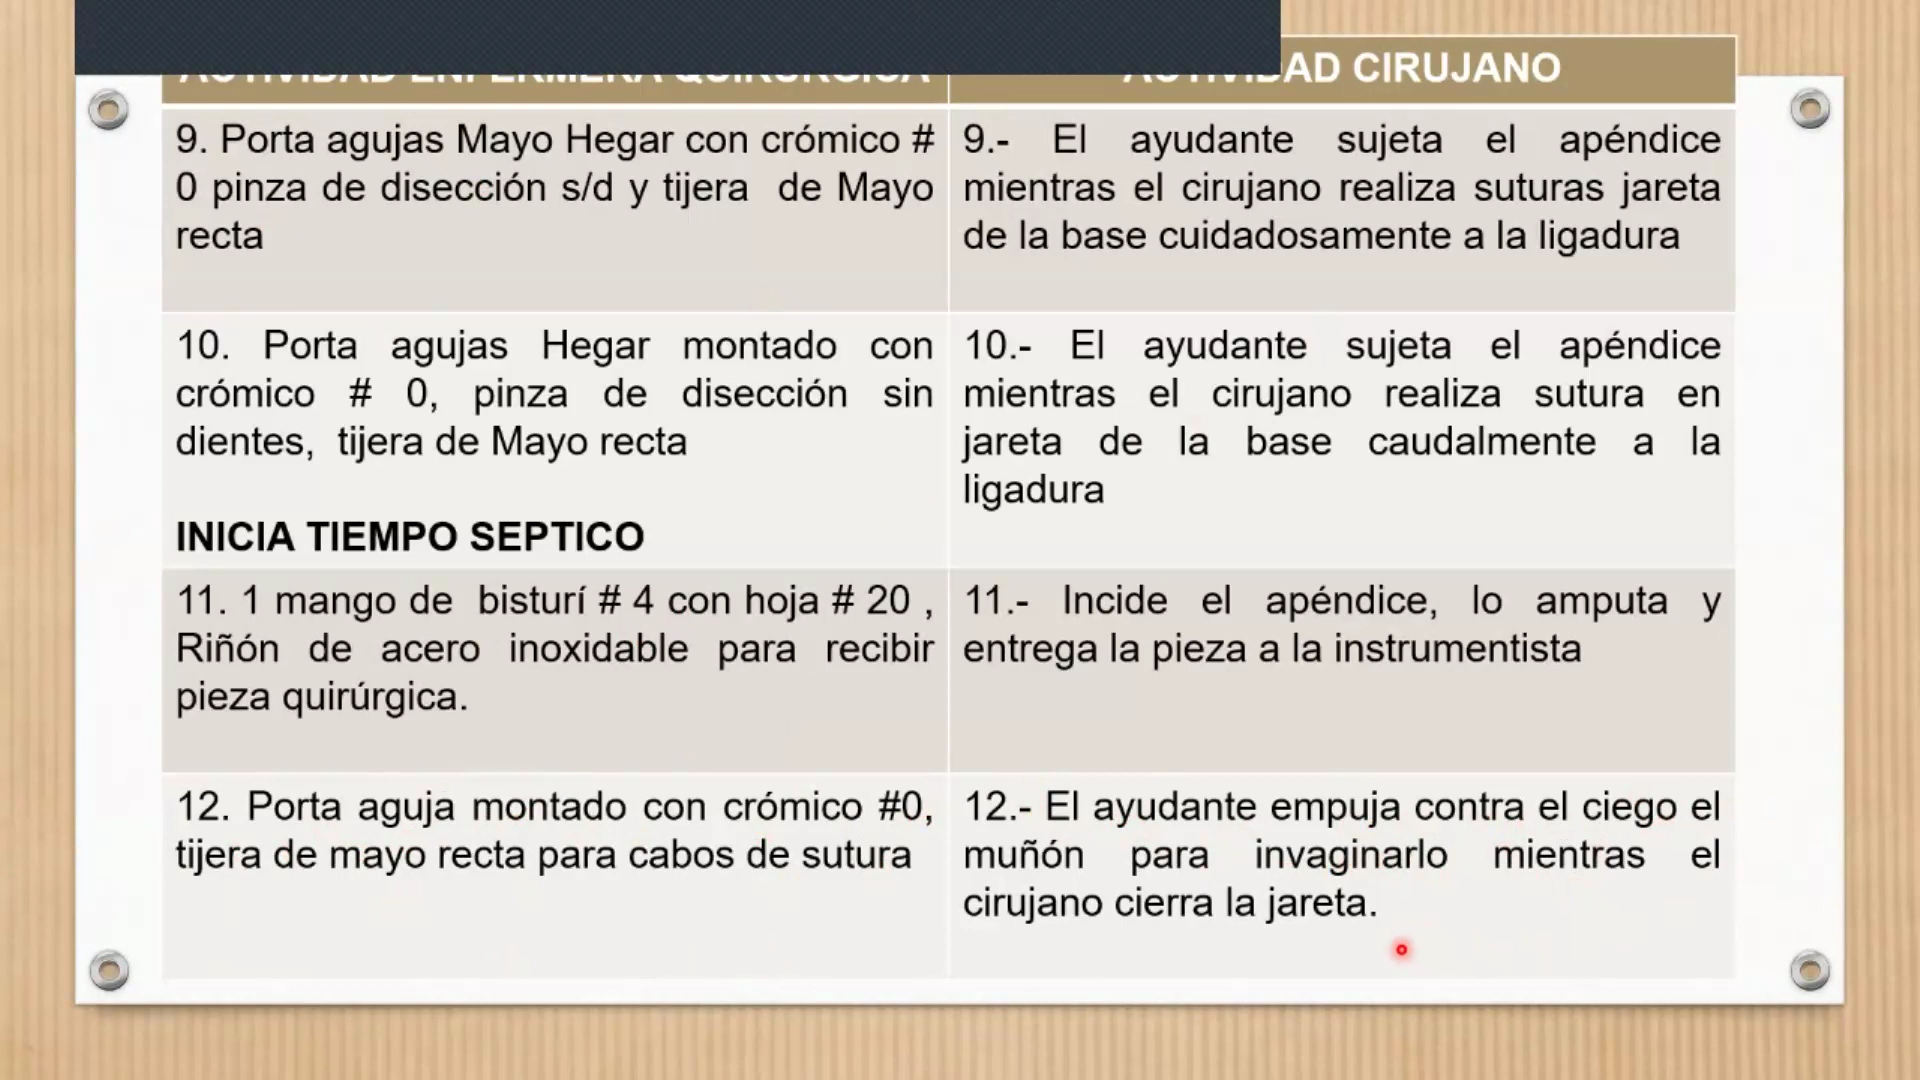 ACTIVIDAD ENFERMERA QUIRÚRGICA
ACTIVIDAD CIRUJANO
9. Porta agujas Mayo Hegar con crómico #
0 pinza de disección s/d y tijera de Mayo
recta
9.- El ayudante sujeta el apéndice
mientras el cirujano realiza suturas jareta
de la base cuidadosamente a la ligadura
10. Porta agujas Hegar montado con
crómico # 0, pinza de disección sin
dientes, tijera de Mayo recta
INICIA TIEMPO SEPTICO
10.- El ayudante sujeta el apéndice
mientras el cirujano realiza sutura en
jareta de la base caudalmente a la
ligadura
11. 1 mango de bisturí # 4 con hoja # 20 ,
Riñón de acero inoxidable para recibir
pieza quirúrgica.
11.- Incide el apéndice, lo amputa y
entrega la pieza a la instrumentista
12. Porta aguja montado con crómico #0,
tijera de mayo recta para cabos de sutura
12.- El ayudante empuja contra el ciego el
muñón para invaginarlo mientras el
cirujano cierra la jareta.